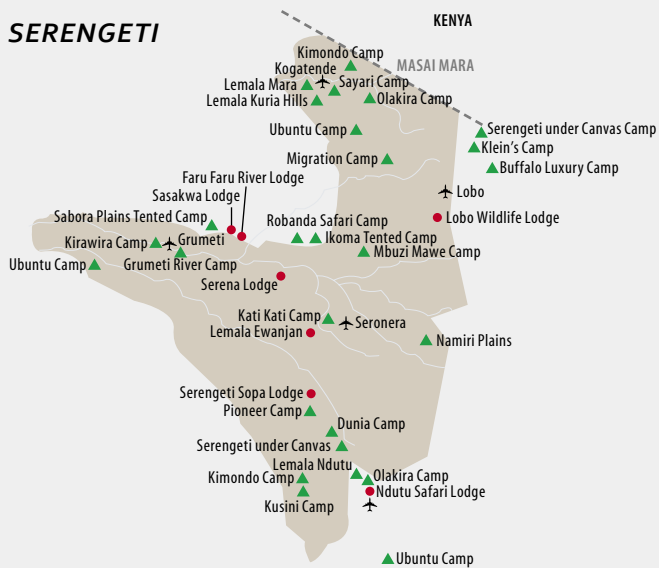 SERENGETI
KENYA
MASAI MARA
Kimondo Camp
Kogatende
Sayari Camp
Lemala Mara
Lemala Kuria Hills
Olakira Camp
Ubuntu Camp
Serengeti under Canvas Camp
Klein's Camp
Migration Camp
Buffalo Luxury Camp
Faru Faru River Lodge
Sasakwa Lodge
Lobo
Sabora Plains Tented Camp
Robanda Safari Camp
Lobo Wildlife Lodge
Kirawira Camp
Grumeti
Ikoma Tented Camp
Mbuzi Mawe Camp
Ubuntu Camp
Grumeti River Camp
Serena Lodge
Kati Kati Camp
Seronera
Lemala Ewanjan
Namiri Plains
Serengeti Sopa Lodge
Pioneer Camp
Dunia Camp
Serengeti under Canvas
Lemala Ndutu
Kimondo Camp
Olakira Camp
Ndutu Safari Lodge
Kusini Camp
Ubuntu Camp